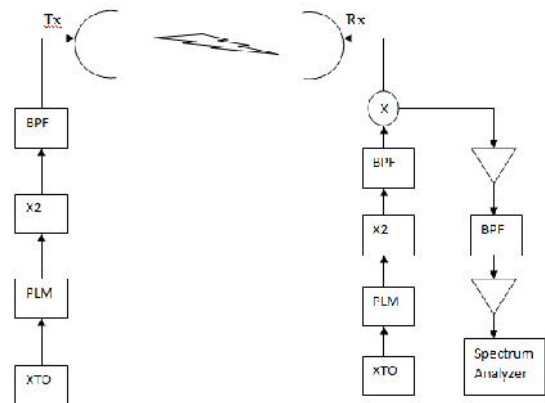 Tx
Rx
X
BPF
BPF
X2
X2
BPF
PLM
PLM
XTO
XTO
Spectrum
Analyzer